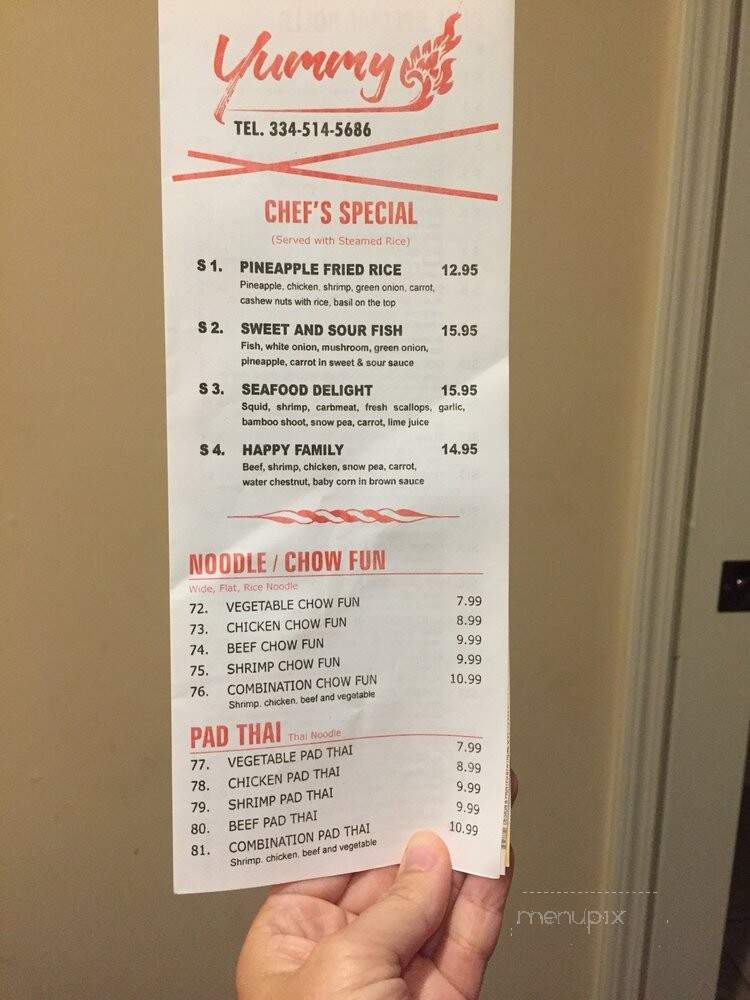 Yummy
TEL. 334-514-5686
CHEF'S SPECIAL
(Served with Steamed Rice)
S 1. PINEAPPLE FRIED RICE 12.95
Pineapple, chicken, shrimp, green onion, carrot,
cashew nuts with rice, basil on the top
S 2. SWEET AND SOUR FISH 15.95
Fish, white onion, mushroom, green onion,
pineapple, carrot in sweet & sour sauce
S 3. SEAFOOD DELIGHT 15.95
Squid, shrimp, carbmeat, fresh scallops, garlic,
bamboo shoot, snow pea, carrot, lime juice
S 4. HAPPY FAMILY 14.95
Beef, shrimp, chicken, snow pea, carrot,
water chestnut, baby corn in brown sauce
NOODLE / CHOW FUN
Wide, Flat, Rice Noodle
72. VEGETABLE CHOW FUN 7.99
73. CHICKEN CHOW FUN 8.99
74. BEEF CHOW FUN 9.99
75. SHRIMP CHOW FUN 9.99
76. COMBINATION CHOW FUN 10.99
Shrimp, chicken, beef and vegatable
PAD THAI Thai Noodle
77. VEGETABLE PAD THAI 7.99
78. CHICKEN PAD THAI 8.99
79. SHRIMP PAD THAI 9.99
80. BEEF PAD THAI 9.99
81. COMBINATION PAD THAI 10.99
Shrimp, chicken, beef and vegetable
menupix